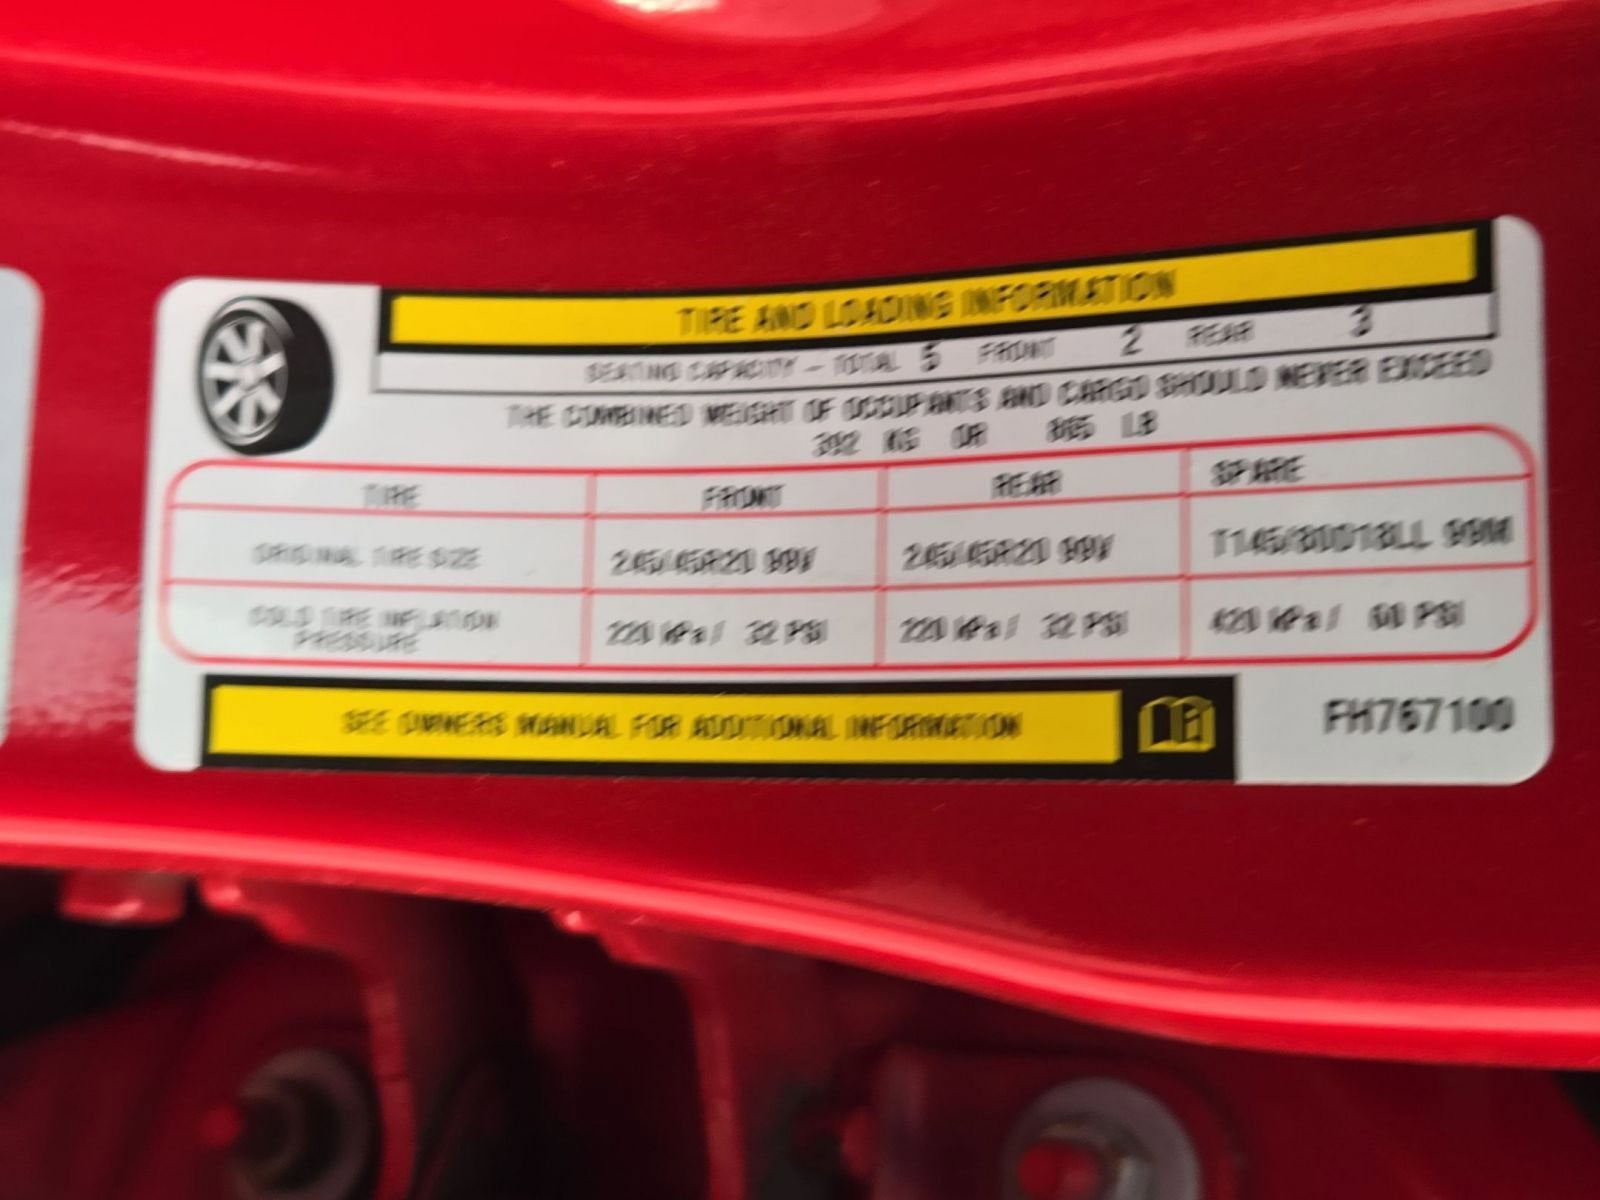 TIRE AND LOADING INFORMATION
SEATING CAPACITY - TOTAL 5 FRONT 2 REAR 3
THE COMBINED WEIGHT OF OCCUPANTS AND CARGO SHOULD NEVER EXCEED
392 KG OR 865 LB
TIRE FRONT REAR SPARE
ORIGINAL TIRE SIZE 245/45R20 99V 245/45R20 99V T145/80D18LL 99M
COLD TIRE INFLATION PRESSURE 220 kPa / 32 PSI 220 kPa / 32 PSI 420 kPa / 60 PSI
SEE OWNERS MANUAL FOR ADDITIONAL INFORMATION
FH767100